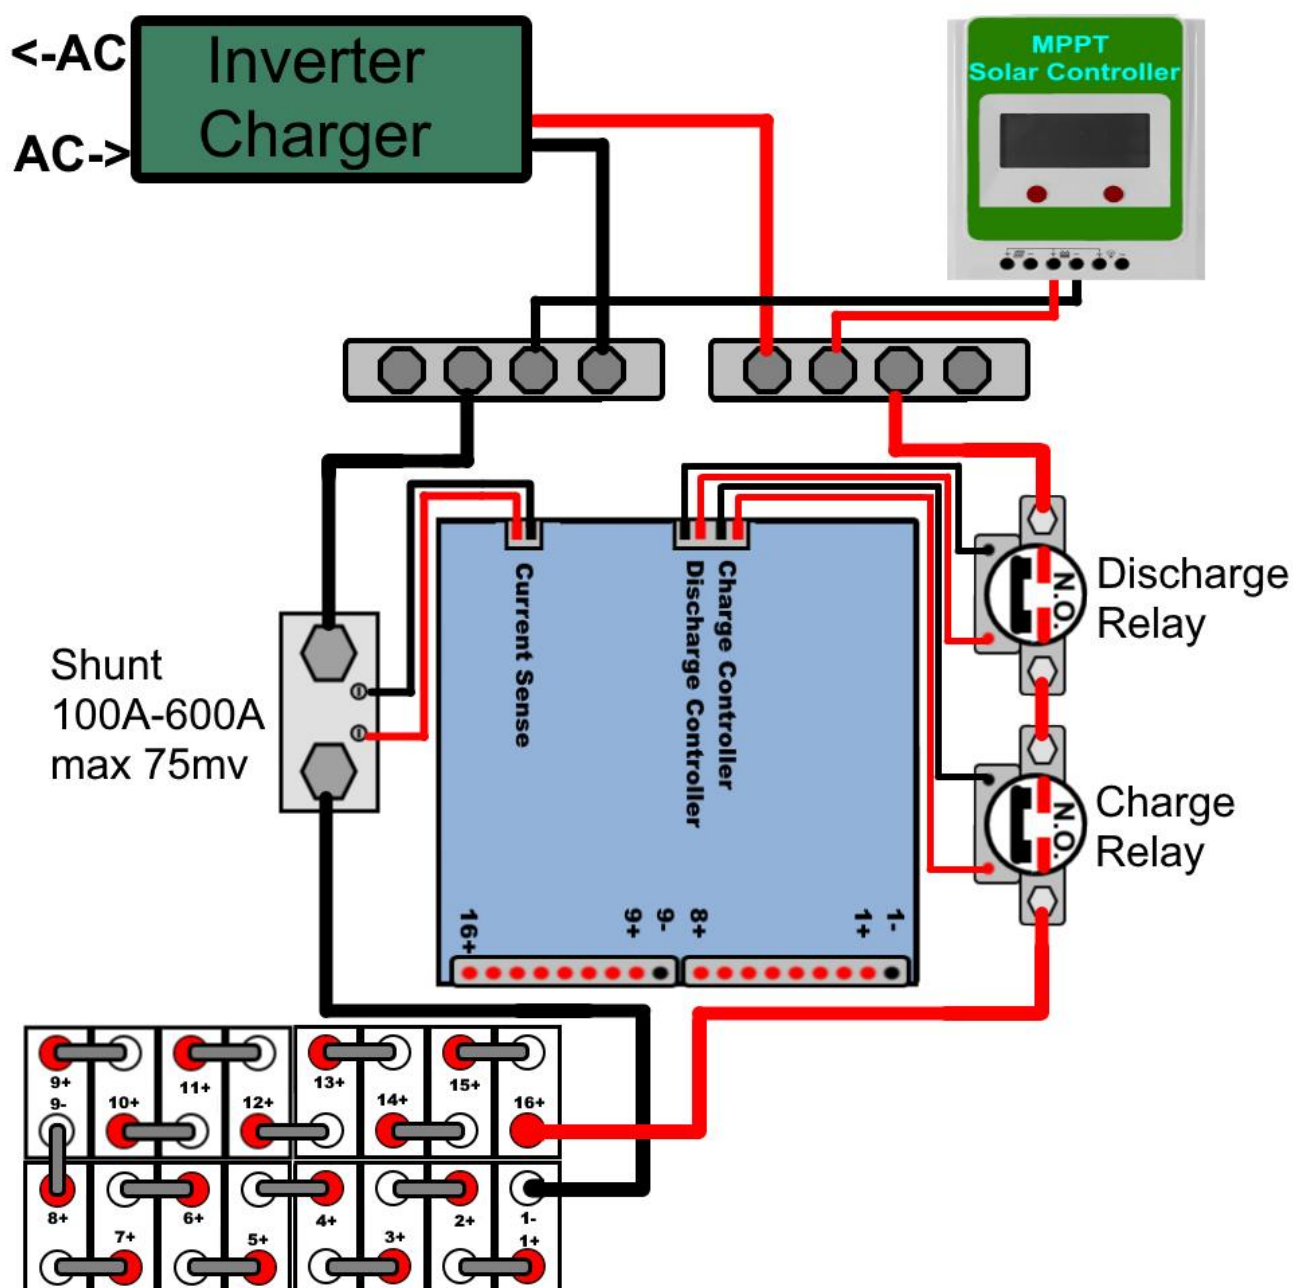 <-AC
AC->
Inverter
Charger
MPPT
Solar Controller
Shunt
100A-600A
max 75mv
Current Sense
Discharge Controller
Charge Controller
N.O.
Discharge
Relay
N.O.
Charge
Relay
16+
9+
9-
8+
1+
1-
9+
9-
10+
11+
12+
13+
14+
15+
16+
8+
7+
6+
5+
4+
3+
2+
1-
1+